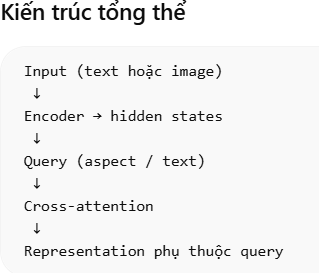 Kiến trúc tổng thể
Input (text hoặc image)
↓
Encoder → hidden states
↓
Query (aspect / text)
↓
Cross-attention
↓
Representation phụ thuộc query